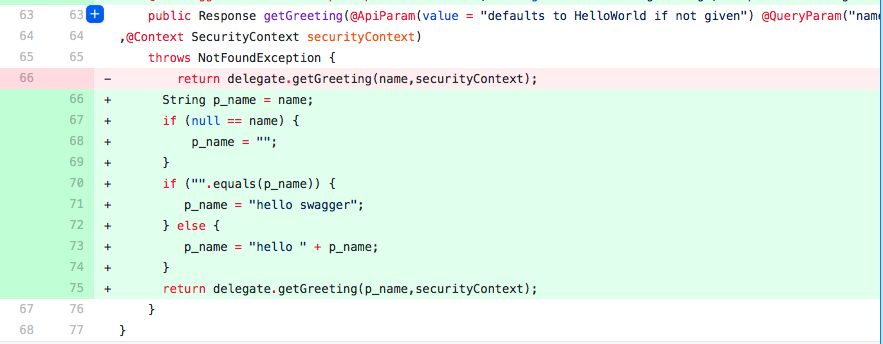 63 63 + public Response getGreeting(@ApiParam(value = "defaults to HelloWorld if not given") @QueryParam("name
64 64 ,@Context SecurityContext securityContext)
65 65 throws NotFoundException {
66 - return delegate.getGreeting(name,securityContext);
66 + String p_name = name;
67 + if (null == name) {
68 + p_name = "";
69 + }
70 + if ("".equals(p_name)) {
71 + p_name = "hello swagger";
72 + } else {
73 + p_name = "hello " + p_name;
74 + }
75 + return delegate.getGreeting(p_name,securityContext);
67 76 }
68 77 }